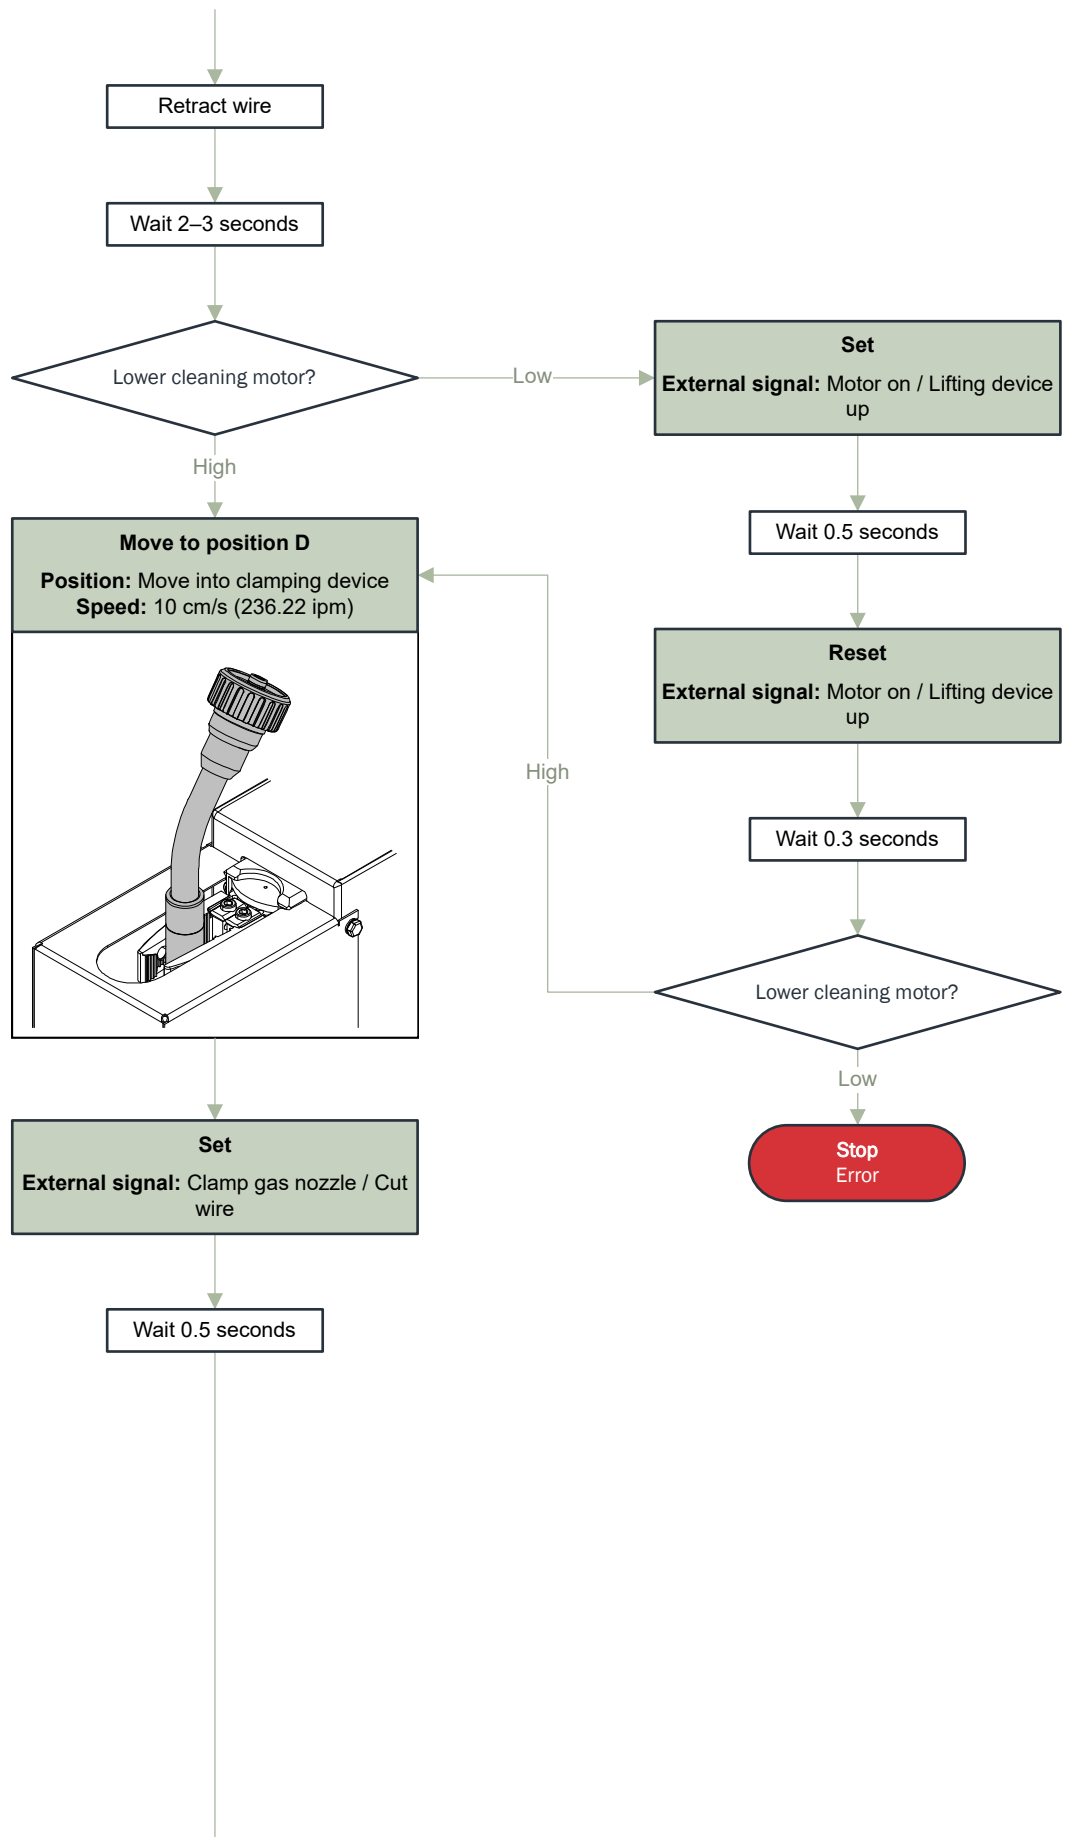 Retract wire
Wait 2–3 seconds
Lower cleaning motor?
Low
Set
External signal: Motor on / Lifting device
up
High
Wait 0.5 seconds
Move to position D
Position: Move into clamping device
Speed: 10 cm/s (236.22 ipm)
Reset
External signal: Motor on / Lifting device
up
High
Wait 0.3 seconds
Lower cleaning motor?
Low
Stop
Error
Set
External signal: Clamp gas nozzle / Cut
wire
Wait 0.5 seconds